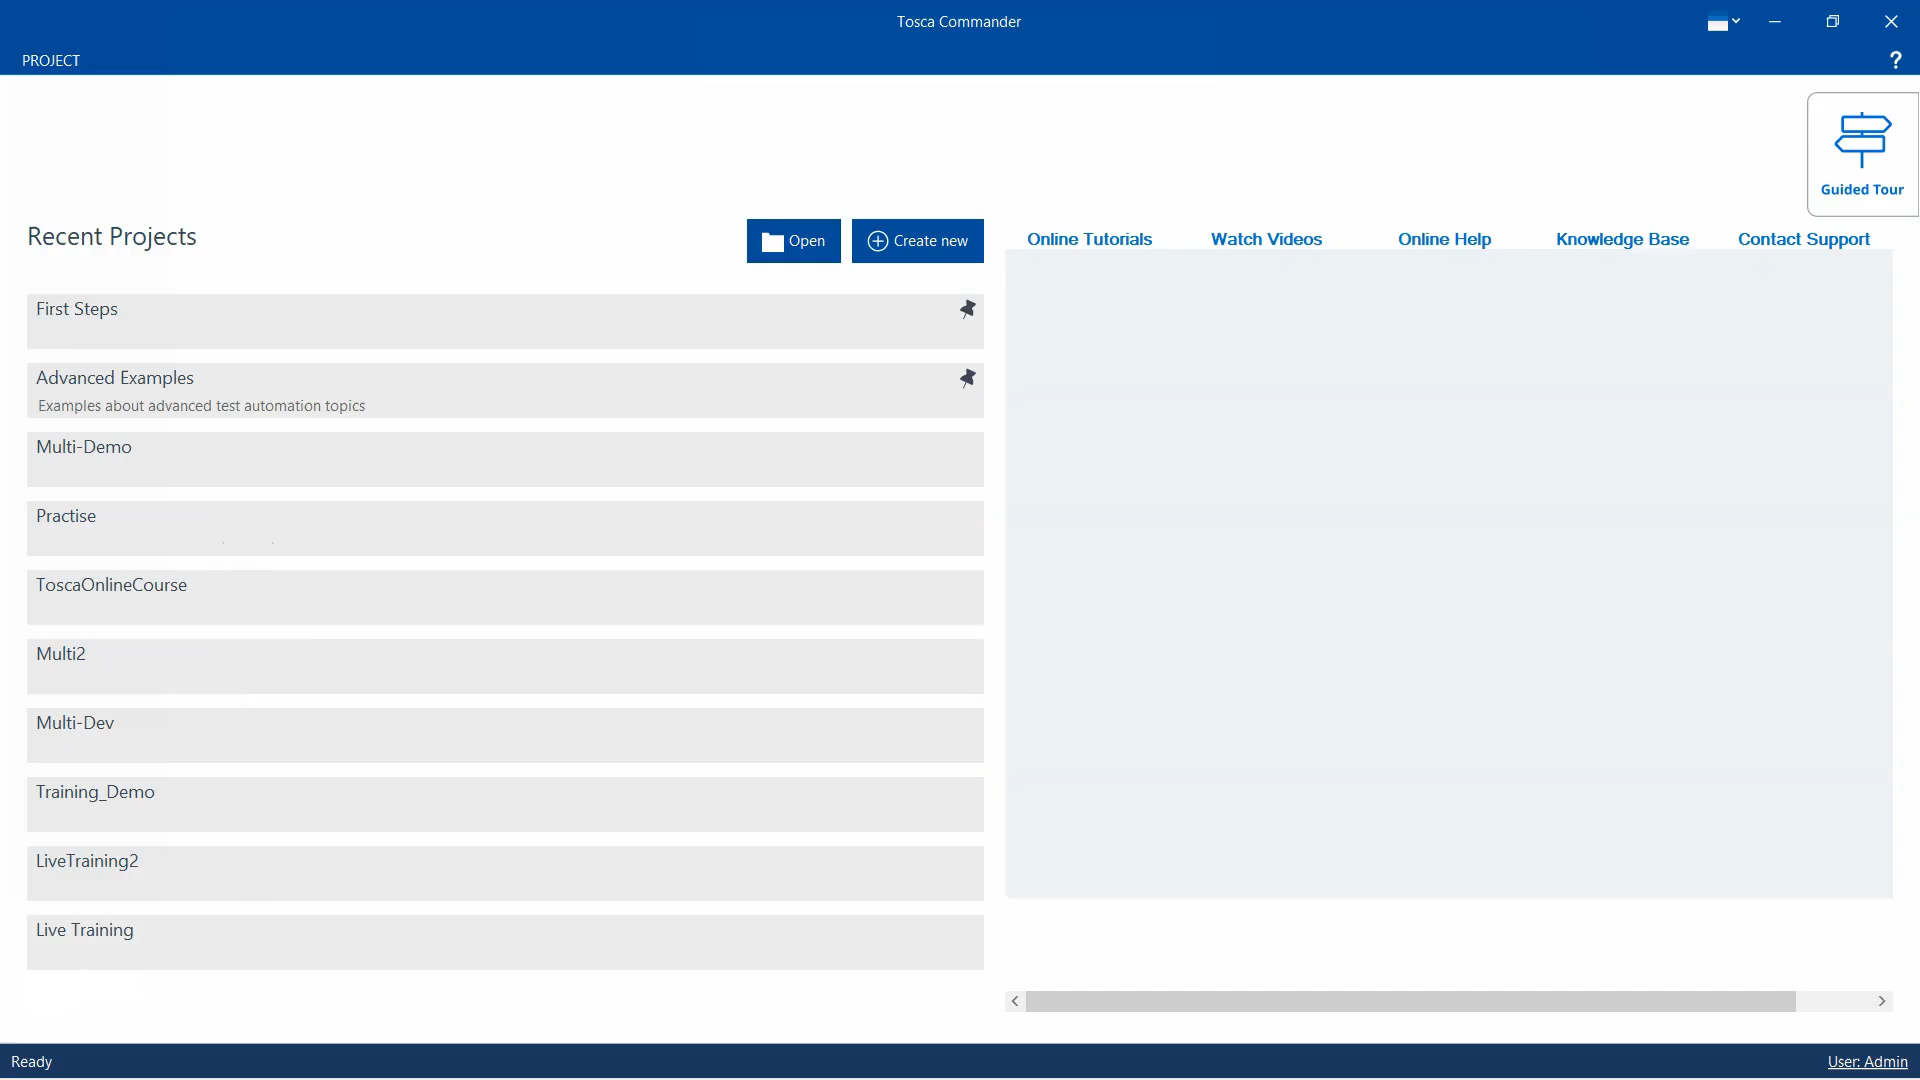 Tosca Commander
PROJECT
?
Guided Tour
Recent Projects
Open
Create new
Online Tutorials
Watch Videos
Online Help
Knowledge Base
Contact Support
First Steps
Advanced Examples
Examples about advanced test automation topics
Multi-Demo
Practise
ToscaOnlineCourse
Multi2
Multi-Dev
Training_Demo
LiveTraining2
Live Training
Ready
User: Admin